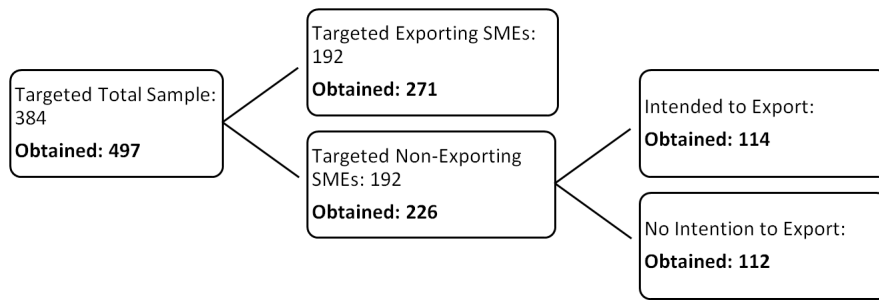 Targeted Total Sample:
384
Obtained: 497
Targeted Exporting SMEs:
192
Obtained: 271
Targeted Non-Exporting
SMEs: 192
Obtained: 226
Intended to Export:
Obtained: 114
No Intention to Export:
Obtained: 112